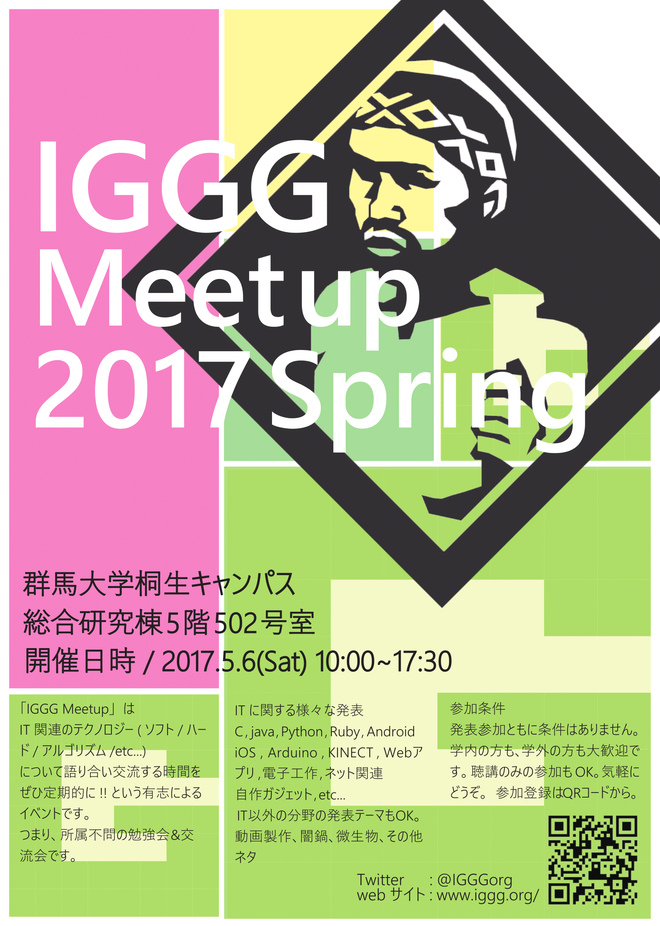 IGGG
Meetup
2017 Spring
群馬大学桐生キャンパス
総合研究棟5階502号室
開催日時 / 2017.5.6(Sat) 10:00~17:30
「IGGG Meetup」は
IT 関連のテクノロジー ( ソフト / ハー
ド / アルゴリズム /etc...)
について語り合い交流する時間を
ぜひ定期的に !! という有志による
イベントです。
つまり、所属不問の勉強会&交
流会です。
IT に関する様々な発表
C, java, Python, Ruby, Android
iOS , Arduino , KINECT , Webア
プリ, 電子工作, ネット関連
自作ガジェット, etc...
IT以外の分野の発表テーマもOK。
動画製作、闇鍋、微生物、その他
ネタ
参加条件
発表参加ともに条件はありません。
学内の方も、学外の方も大歓迎で
す。聴講のみの参加も OK。気軽に
どうぞ。 参加登録はQRコードから。
Twitter : @IGGGorg
web サイト : www.iggg.org/